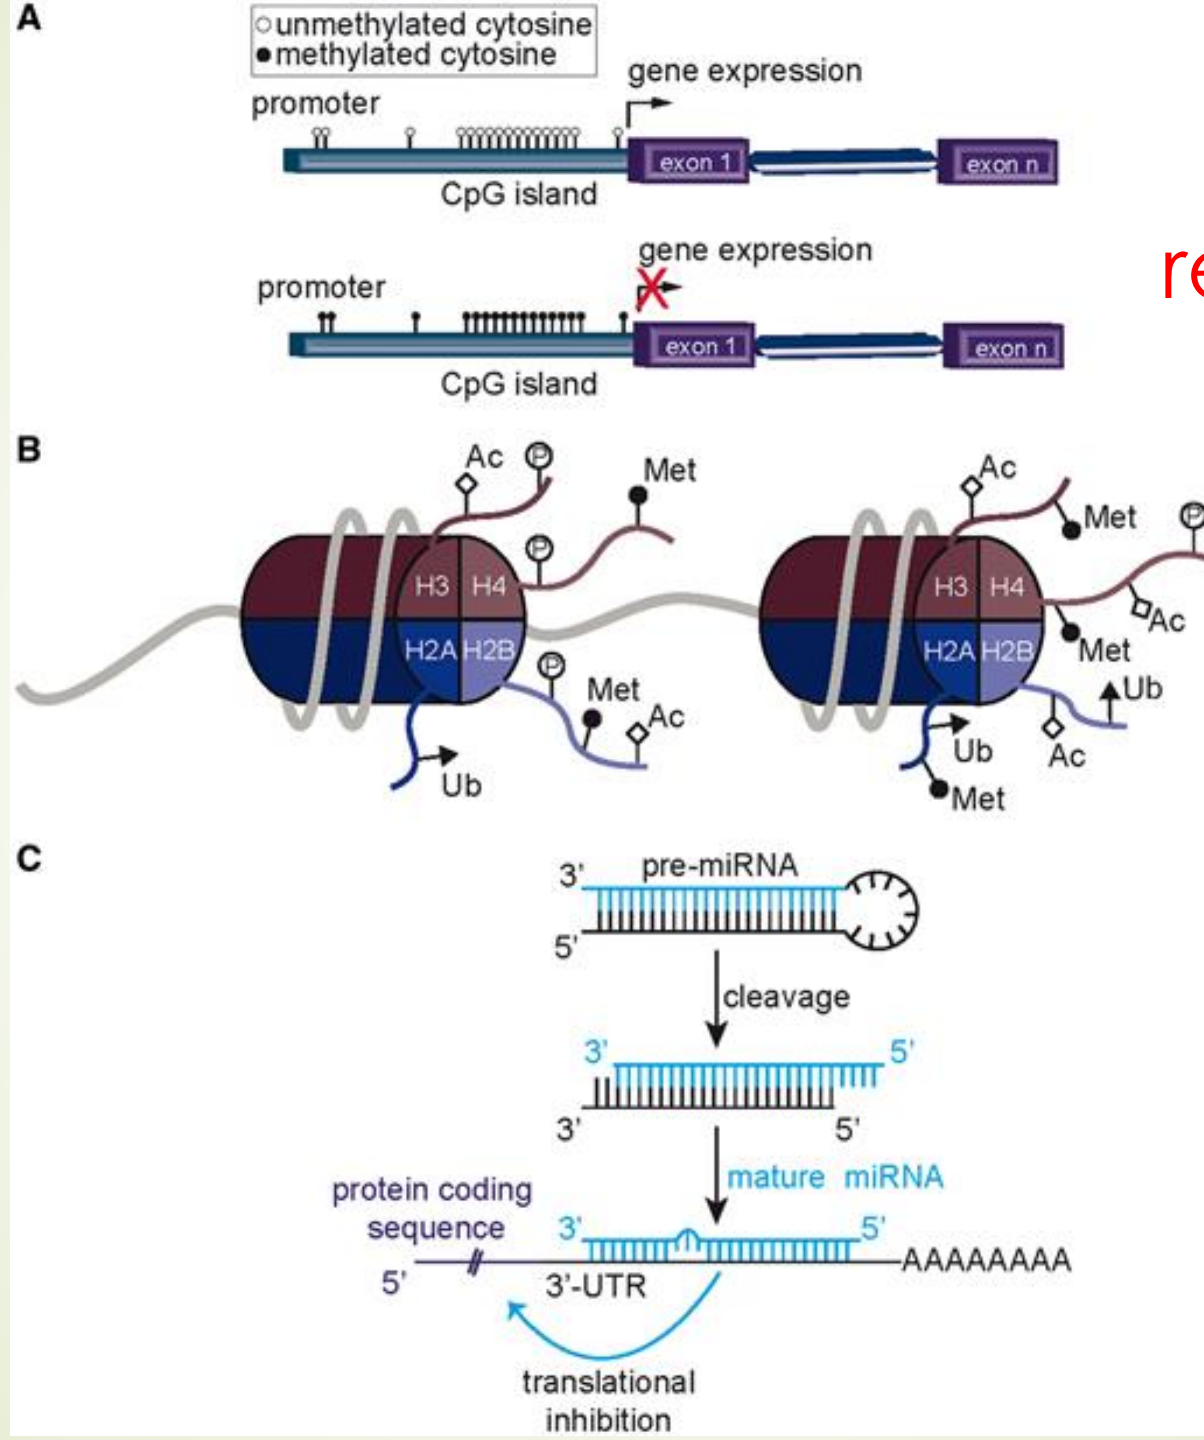 A
unmethylated cytosine
methylated cytosine
gene expression
promoter
exon 1
exon n
CpG island
gene expression
promoter
re
exon 1
exon n
CpG island
B
Ac
P
Met
P
H3
H4
H2A
H2B
P
Met
Ac
Ub
Ac
Met
P
H3
H4
Ac
Met
H2A
H2B
Ub
Ub
Ac
Met
C
pre-miRNA
3’
5’
cleavage
3’
5’
3’
5’
mature miRNA
protein coding
sequence
3’
5’
AAAAAAAA
5’
3’-UTR
translational
inhibition